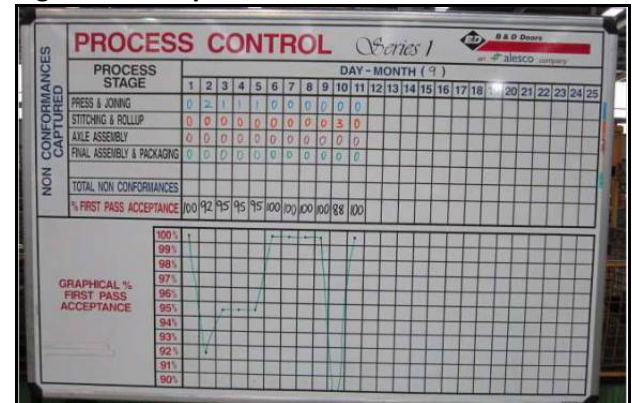 PROCESS CONTROL Series 1 B&D B & D Doors
an alesco company
NON CONFORMANCES CAPTURED
PROCESS STAGE DAY - MONTH ( 9 )
1 2 3 4 5 6 7 8 9 10 11 12 13 14 15 16 17 18 19 20 21 22 23 24 25
PRESS & JOINING 0 2 1 1 1 0 0 0 0 0 0
STITCHING & ROLLUP 0 0 0 0 0 0 0 0 0 3 0
AXLE ASSEMBLY 0 0 0 0 0 0 0 0 0 0 0
FINAL ASSEMBLY & PACKAGING 0 0 0 0 0 0 0 0 0 0 0
TOTAL NON CONFORMANCES
% FIRST PASS ACCEPTANCE 100 92 95 95 95 100 100 100 100 88 100
GRAPHICAL % FIRST PASS ACCEPTANCE
100%
99%
98%
97%
96%
95%
94%
93%
92%
91%
90%